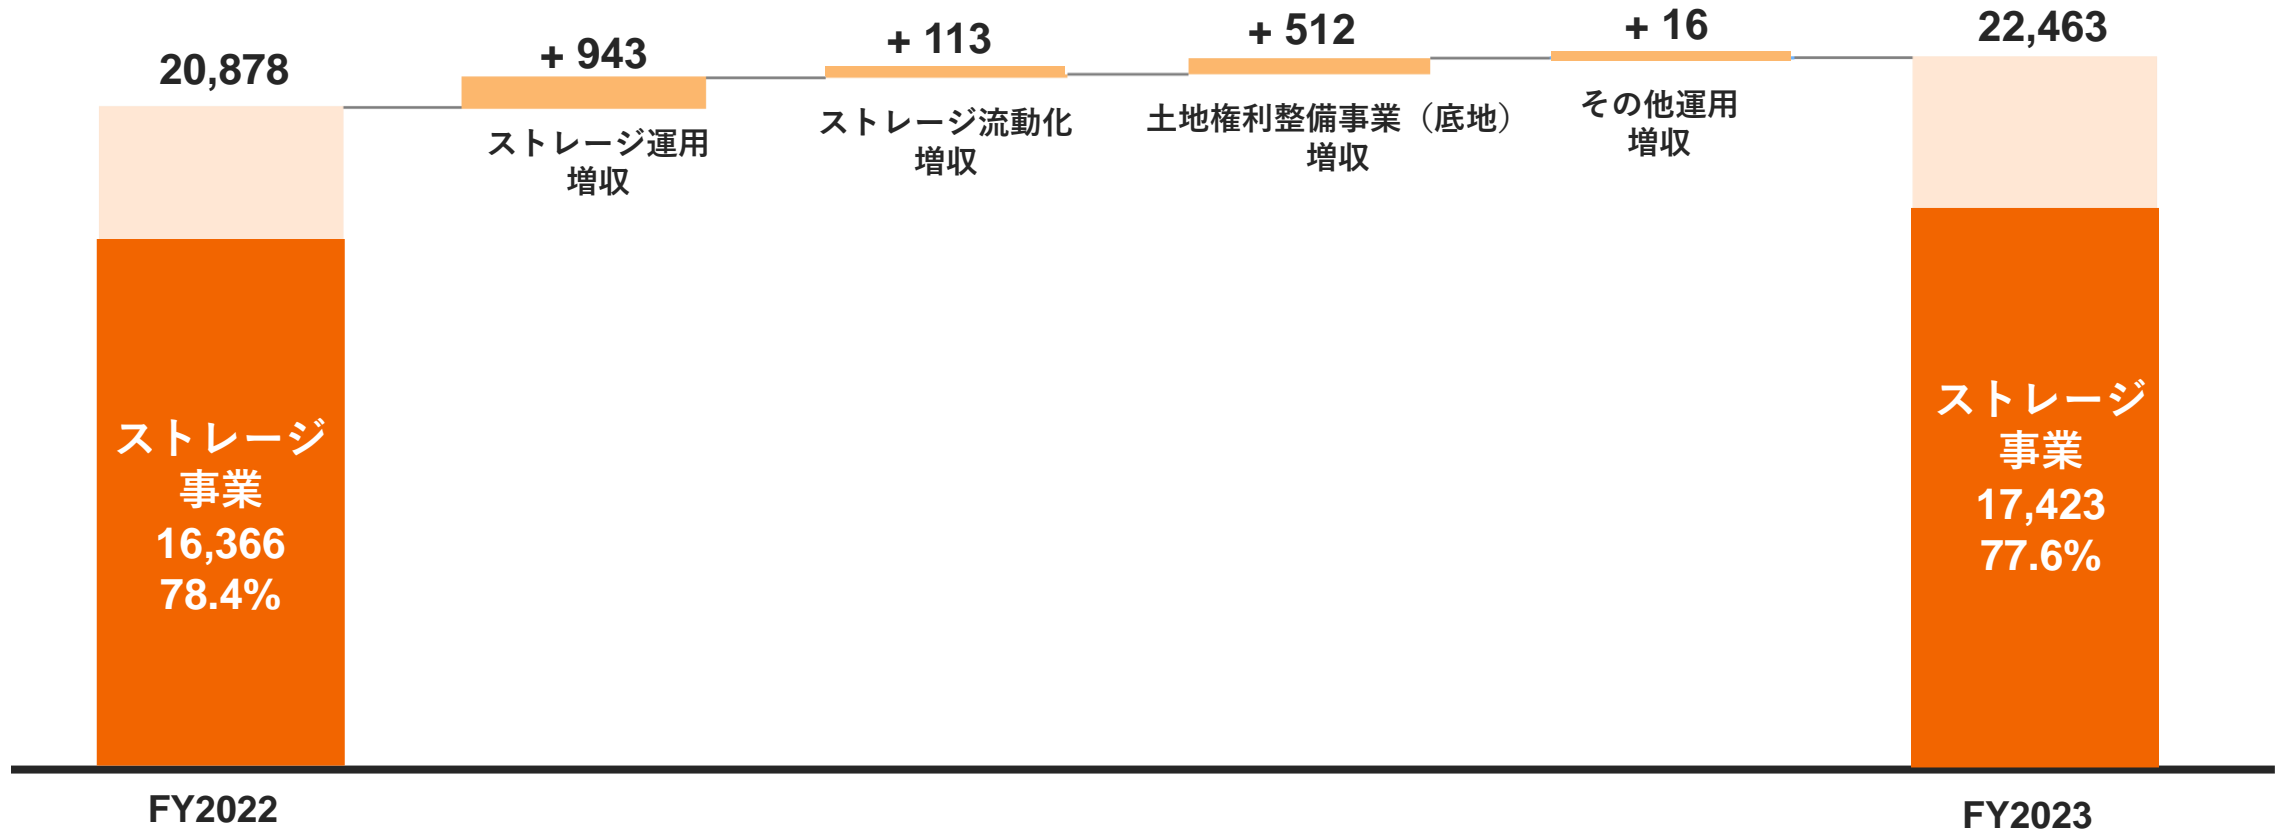 20,878
+ 943
ストレージ運用
増収
+ 113
ストレージ流動化
増収
+ 512
土地権利整備事業（底地）
増収
+ 16
その他運用
増収
22,463
ストレージ
事業
16,366
78.4%
ストレージ
事業
17,423
77.6%
FY2022
FY2023